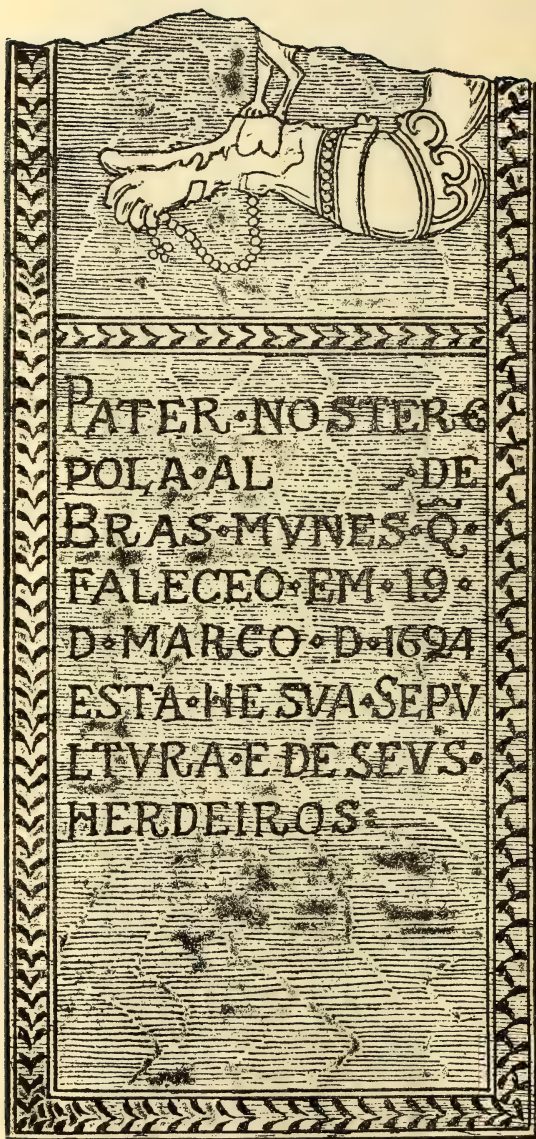 PATER·NOSTER·E
POLA·AL ·DE
BRAS·MVNES·Q̃·
FALECEO·EM·19·
D·MARCO·D·1694
ESTA·HE SVA·SEPV
LTVRA·E DE SEVS·
HERDEIROS: